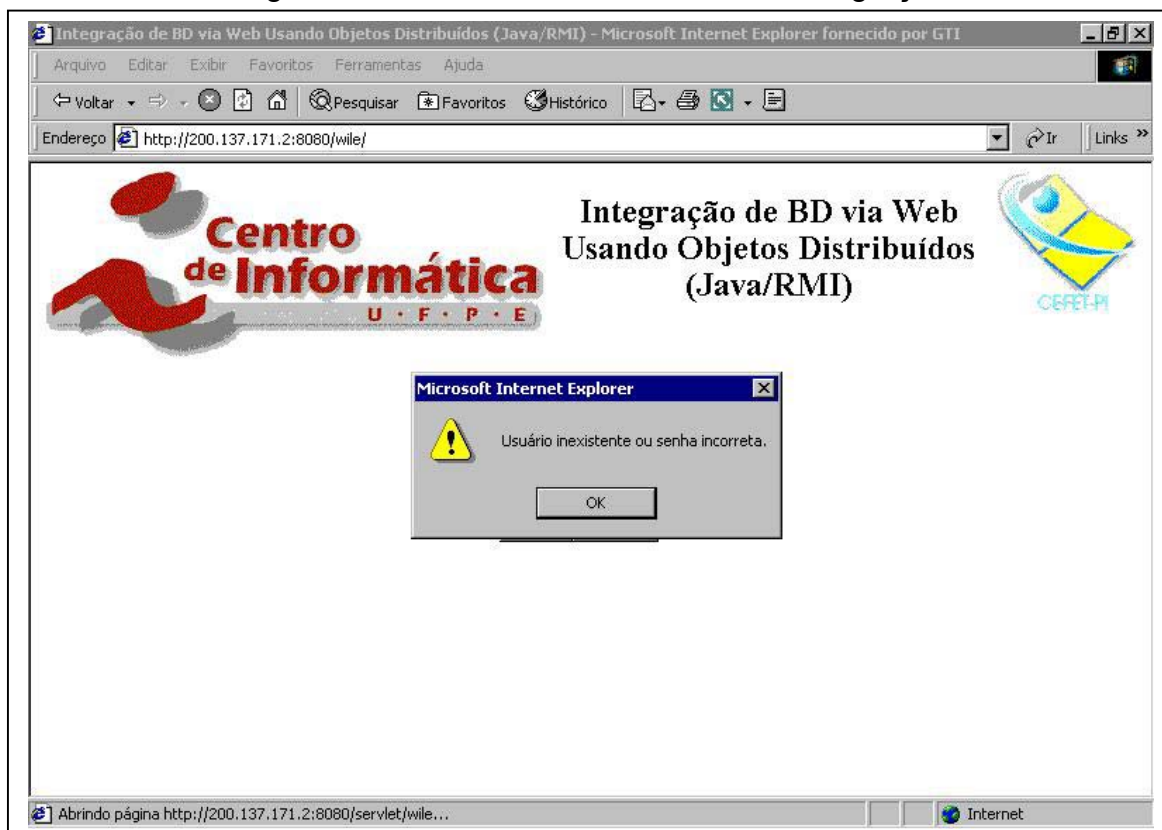 Integração de BD via Web Usando Objetos Distribuídos (Java/RMI) - Microsoft Internet Explorer fornecido por GTI
Arquivo Editar Exibir Favoritos Ferramentas Ajuda
Voltar Pesquisar Favoritos Histórico
Endereço http://200.137.171.2:8080/wile/ Ir Links »
Centro
de Informática
U · F · P · E
Integração de BD via Web
Usando Objetos Distribuídos
(Java/RMI)
CEFET-PI
Microsoft Internet Explorer
Usuário inexistente ou senha incorreta.
OK
Abrindo página http://200.137.171.2:8080/servlet/wile... Internet